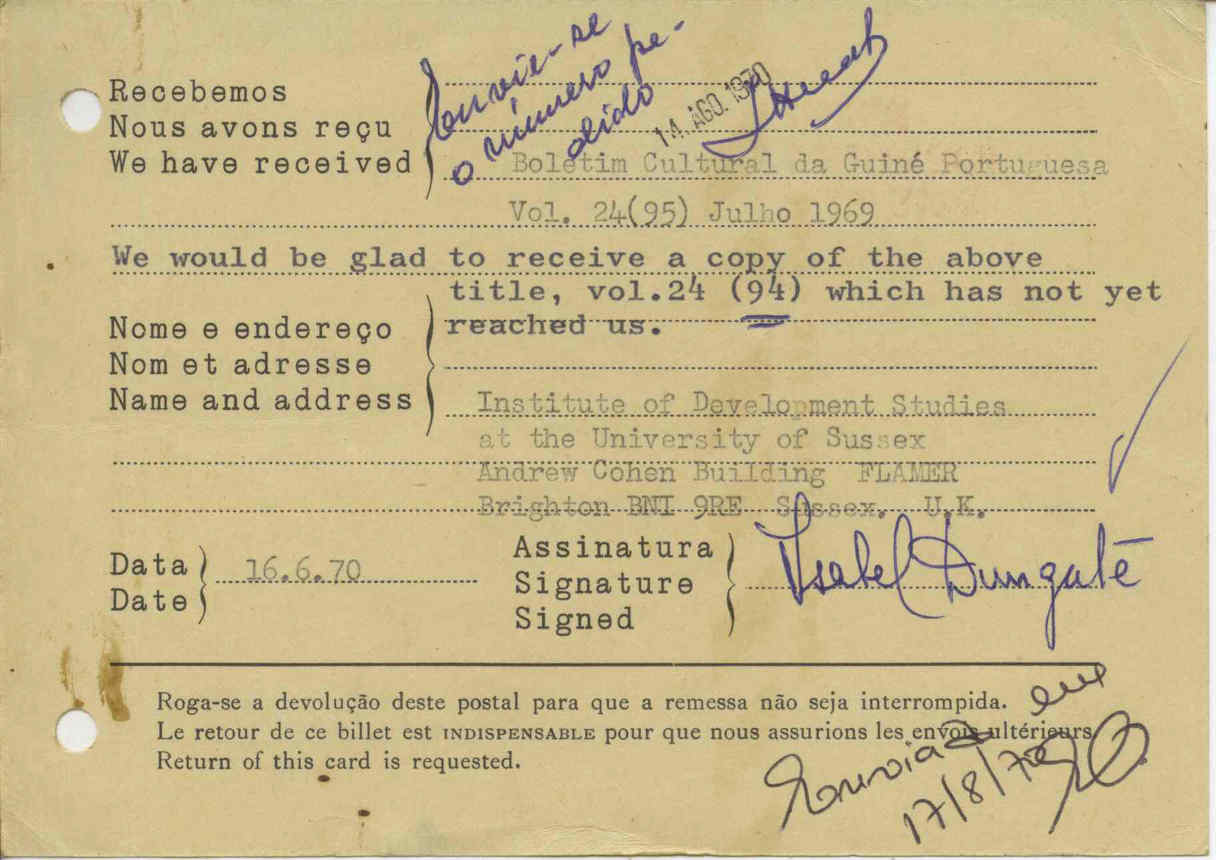 Envie-se
o número pe-
dido
14. AGO. 1970
Recebemos
Nous avons reçu
We have received
Boletim Cultural da Guiné Portuguesa
Vol. 24(95) Julho 1969
We would be glad to receive a copy of the above
title, vol.24 (94) which has not yet
reached us.
Nome e endereço
Nom et adresse
Name and address
Institute of Development Studies
at the University of Sussex
Andrew Cohen Building FLAMER
Brighton BNI 9RE Sussex. U.K.
Data
Date
16.6.70
Assinatura
Signature
Signed
Isabel Dungate
Roga-se a devolução deste postal para que a remessa não seja interrompida.
Le retour de ce billet est INDISPENSABLE pour que nous assurions les envois ultérieurs.
Return of this card is requested.
Enviado em
17/8/70